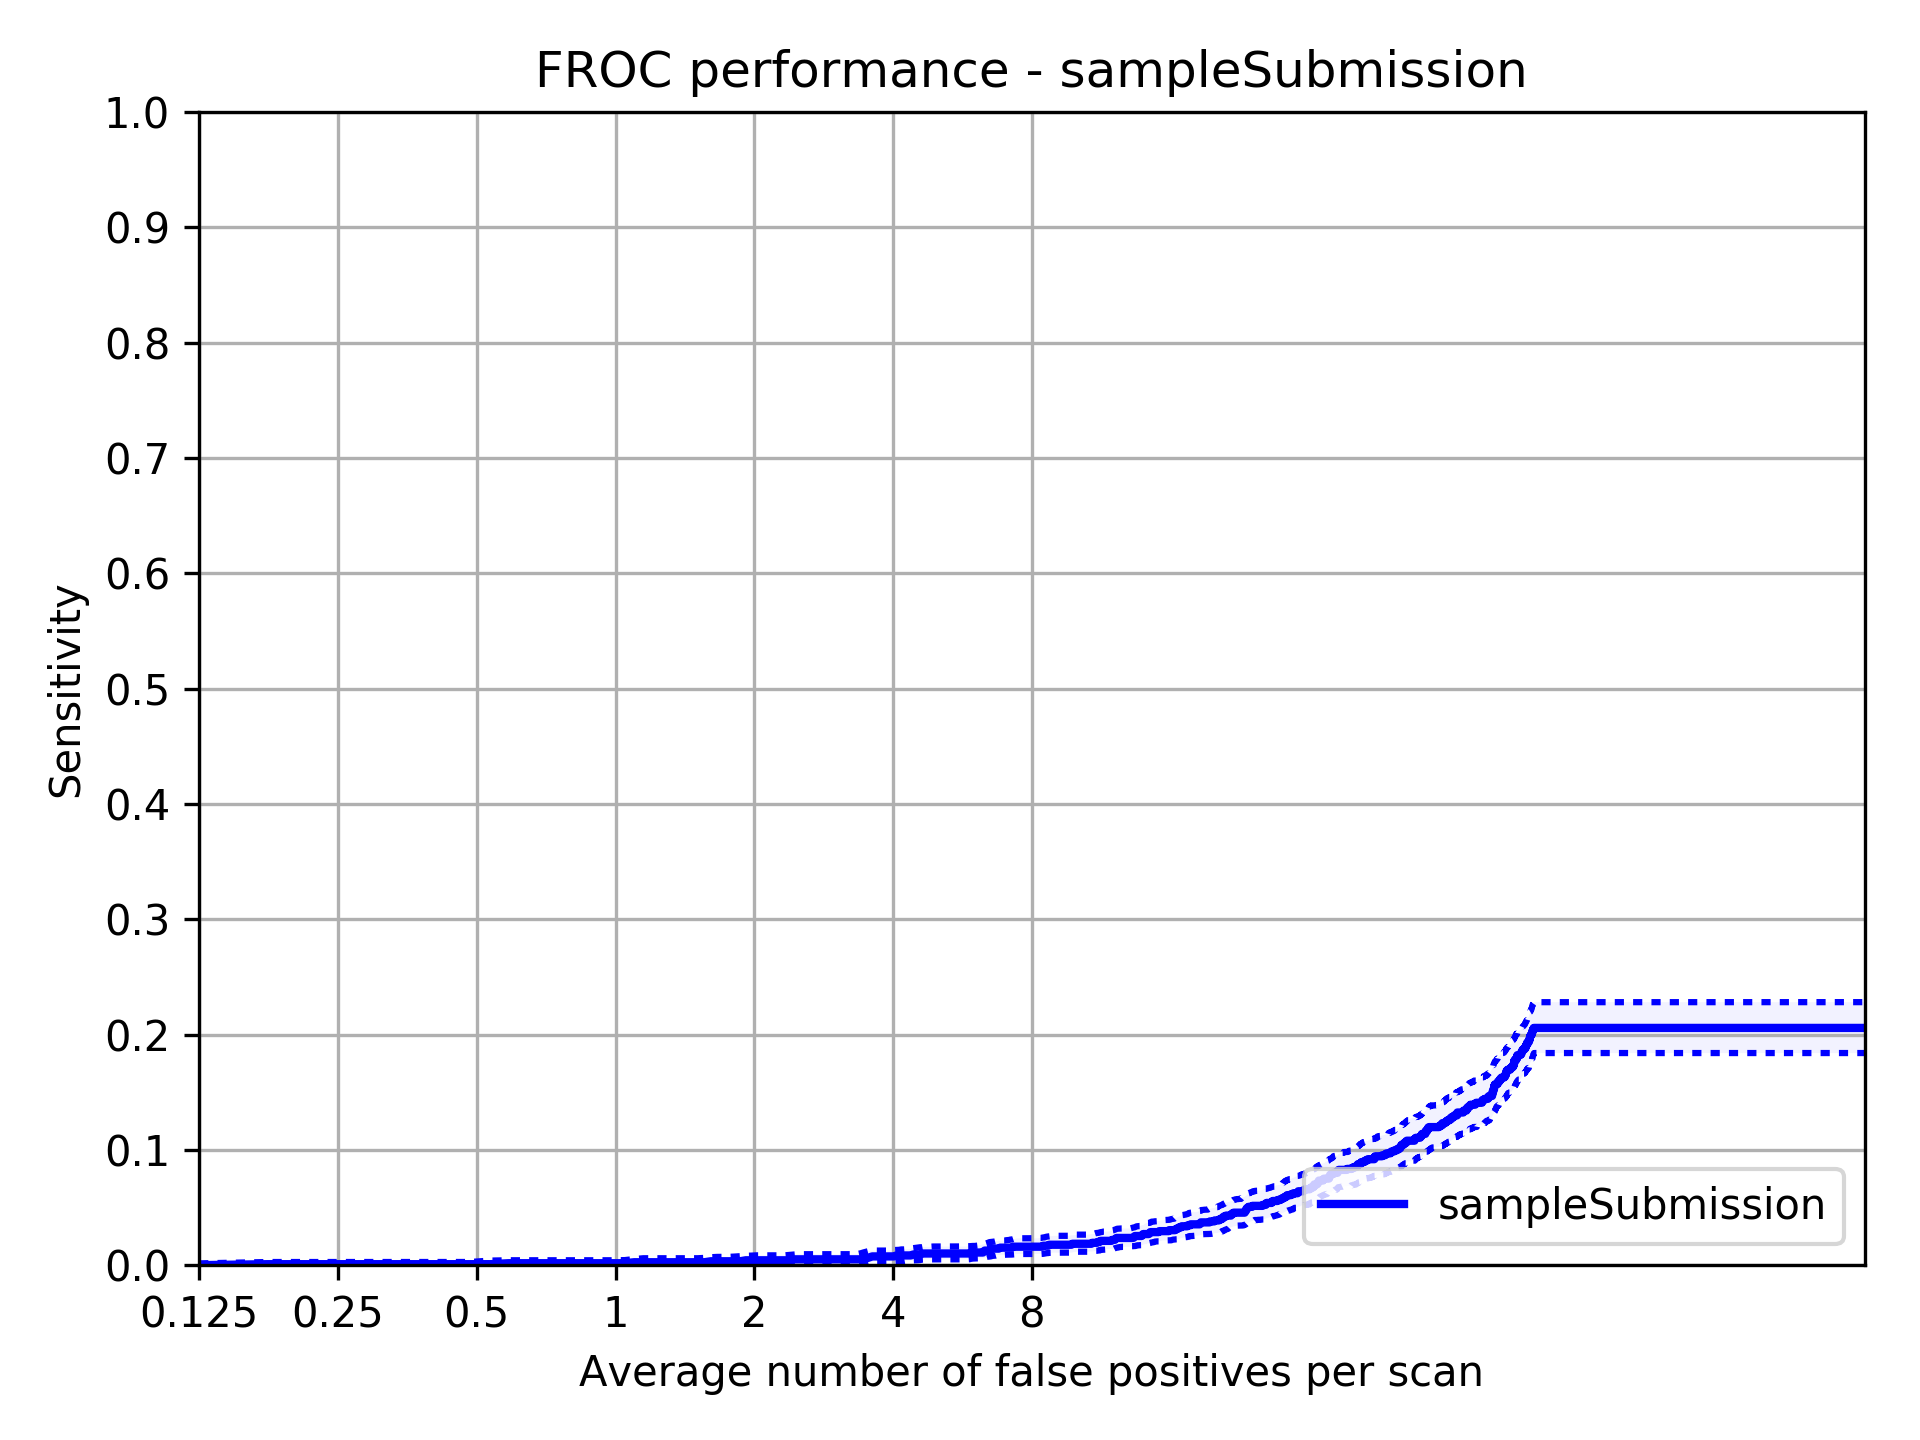 FROC performance - sampleSubmission
1.0
0.9
0.8
0.7
0.6
0.5
0.4
0.3
0.2
0.1
0.0
Sensitivity
sampleSubmission
0.125 0.25 0.5 1 2 4 8
Average number of false positives per scan